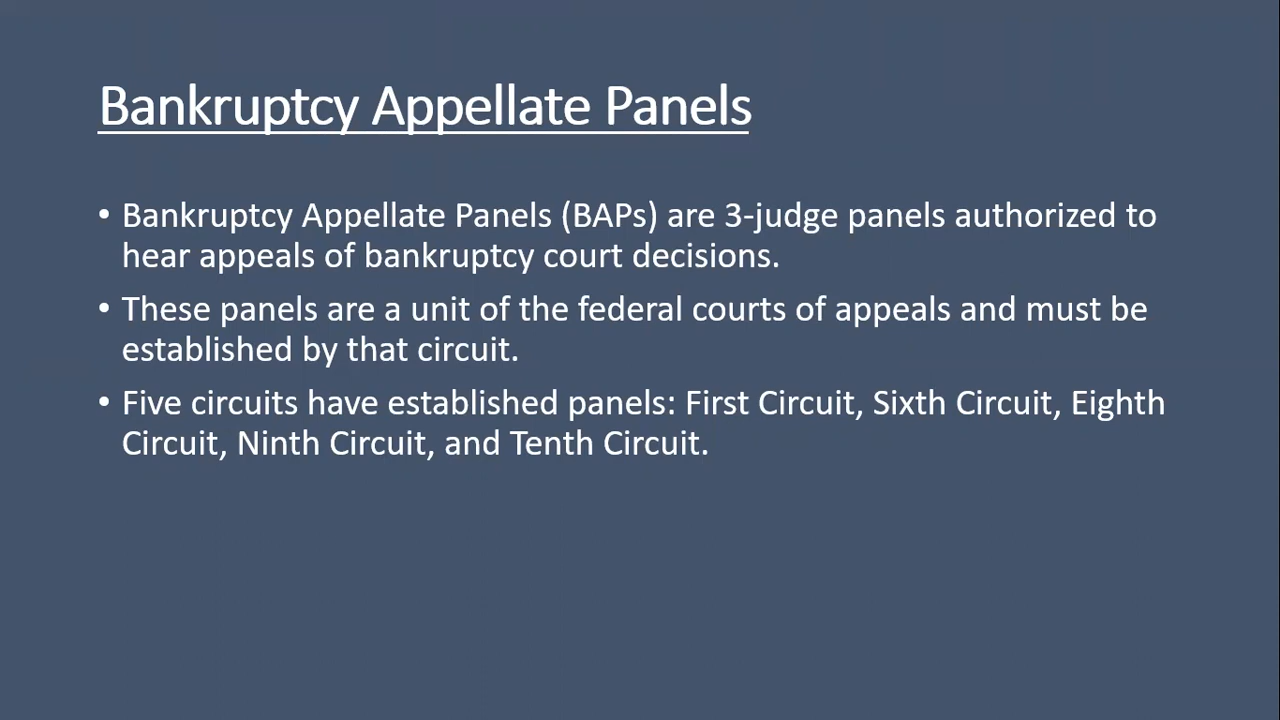 Bankruptcy Appellate Panels
• Bankruptcy Appellate Panels (BAPs) are 3-judge panels authorized to
hear appeals of bankruptcy court decisions.
• These panels are a unit of the federal courts of appeals and must be
established by that circuit.
• Five circuits have established panels: First Circuit, Sixth Circuit, Eighth
Circuit, Ninth Circuit, and Tenth Circuit.